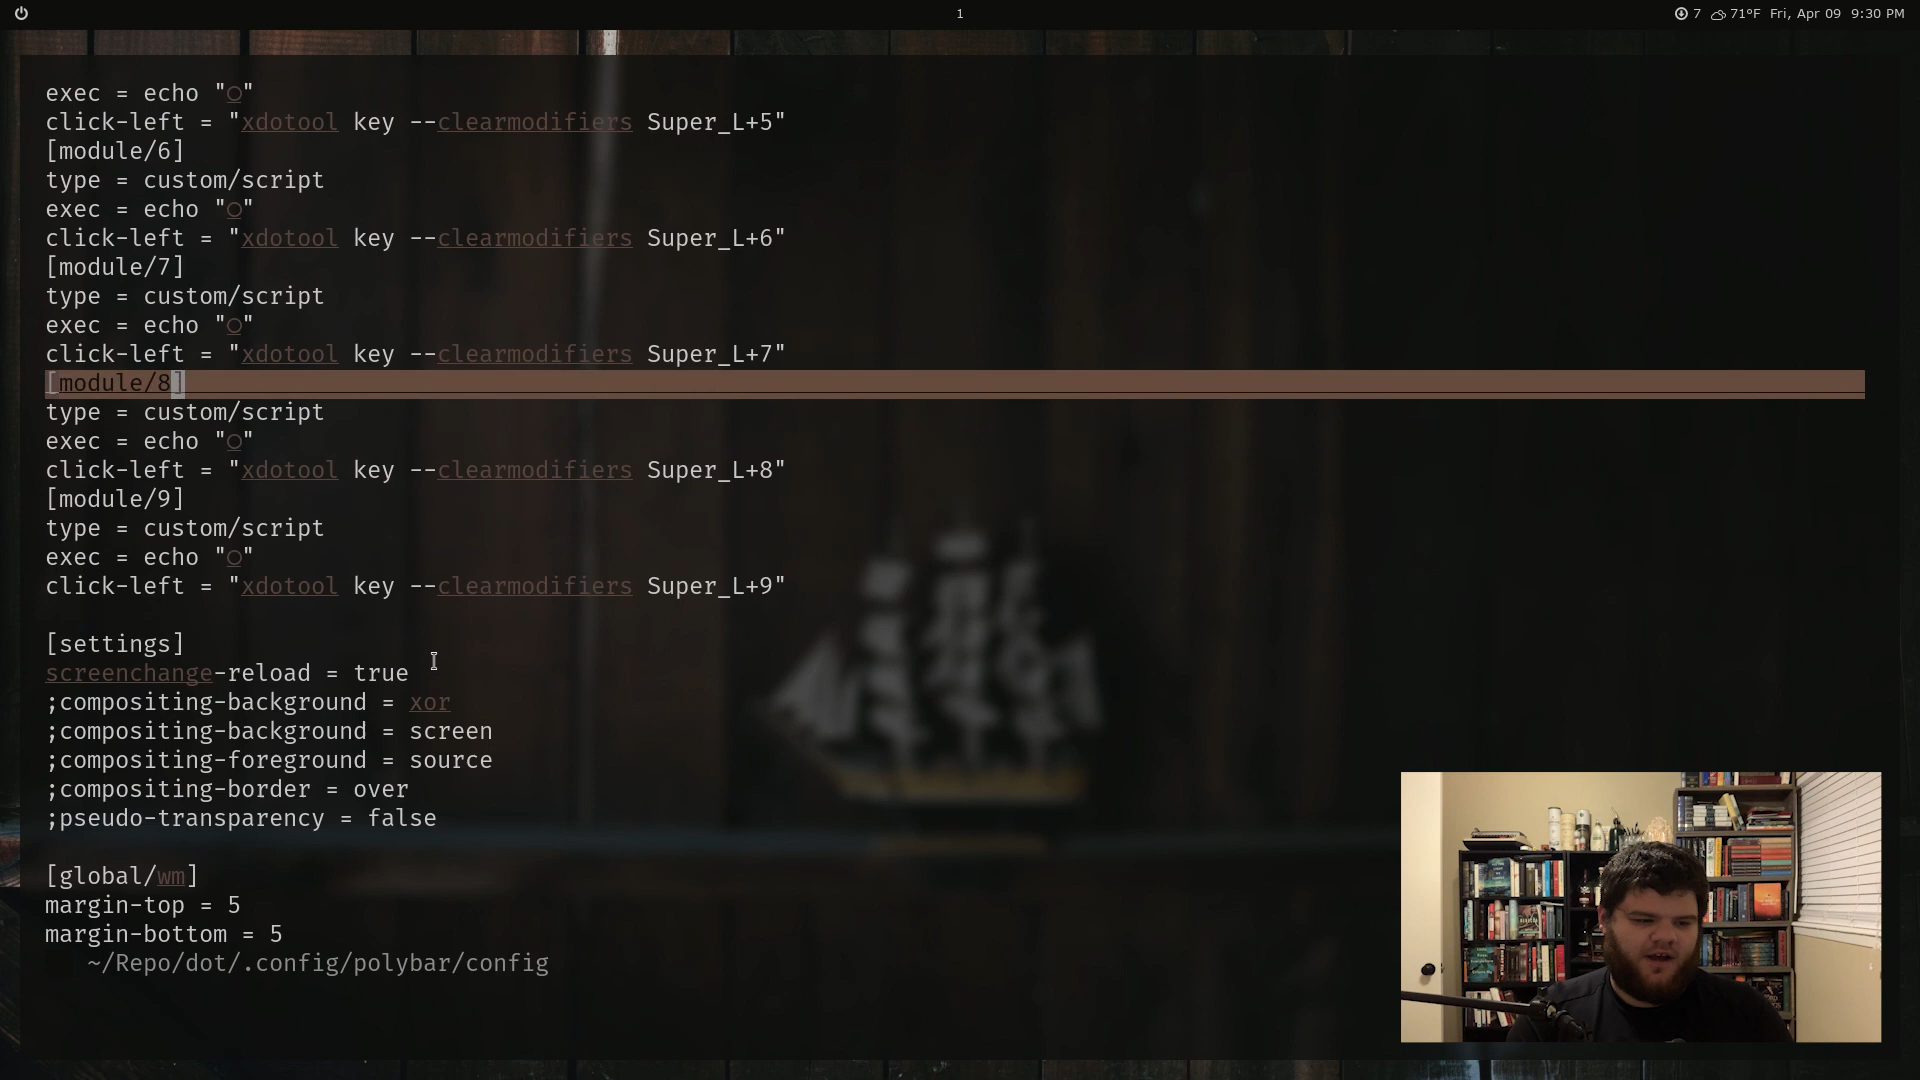 1
7 71°F Fri, Apr 09 9:30 PM
exec = echo "○"
click-left = "xdotool key --clearmodifiers Super_L+5"
[module/6]
type = custom/script
exec = echo "○"
click-left = "xdotool key --clearmodifiers Super_L+6"
[module/7]
type = custom/script
exec = echo "○"
click-left = "xdotool key --clearmodifiers Super_L+7"
[module/8]
type = custom/script
exec = echo "○"
click-left = "xdotool key --clearmodifiers Super_L+8"
[module/9]
type = custom/script
exec = echo "○"
click-left = "xdotool key --clearmodifiers Super_L+9"
[settings]
screenchange-reload = true
;compositing-background = xor
;compositing-background = screen
;compositing-foreground = source
;compositing-border = over
;pseudo-transparency = false
[global/wm]
margin-top = 5
margin-bottom = 5
~/Repo/dot/.config/polybar/config